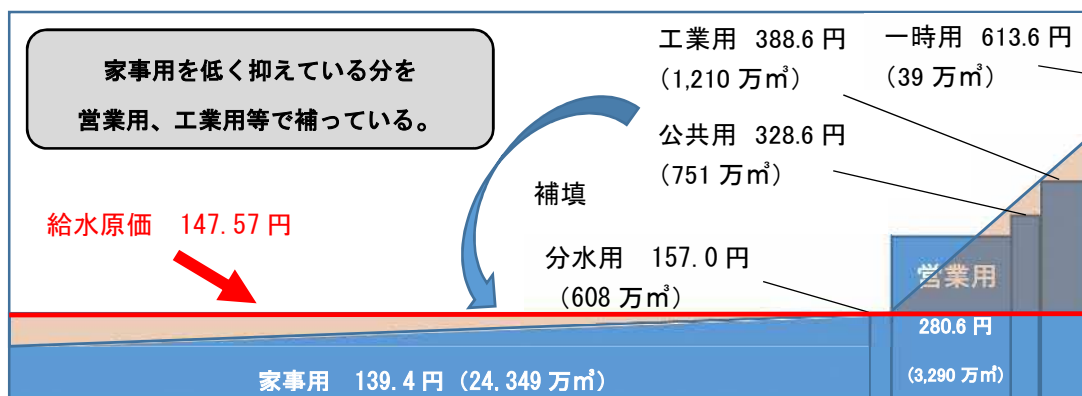 家事用を低く抑えている分を
営業用、工業用等で補っている。
工業用 388.6 円
(1,210 万㎥)
一時用 613.6 円
(39 万㎥)
公共用 328.6 円
(751 万㎥)
補填
給水原価 147.57 円
分水用 157.0 円
(608 万㎥)
営業用
280.6 円
(3,290 万㎥)
家事用 139.4 円 (24,349 万㎥)